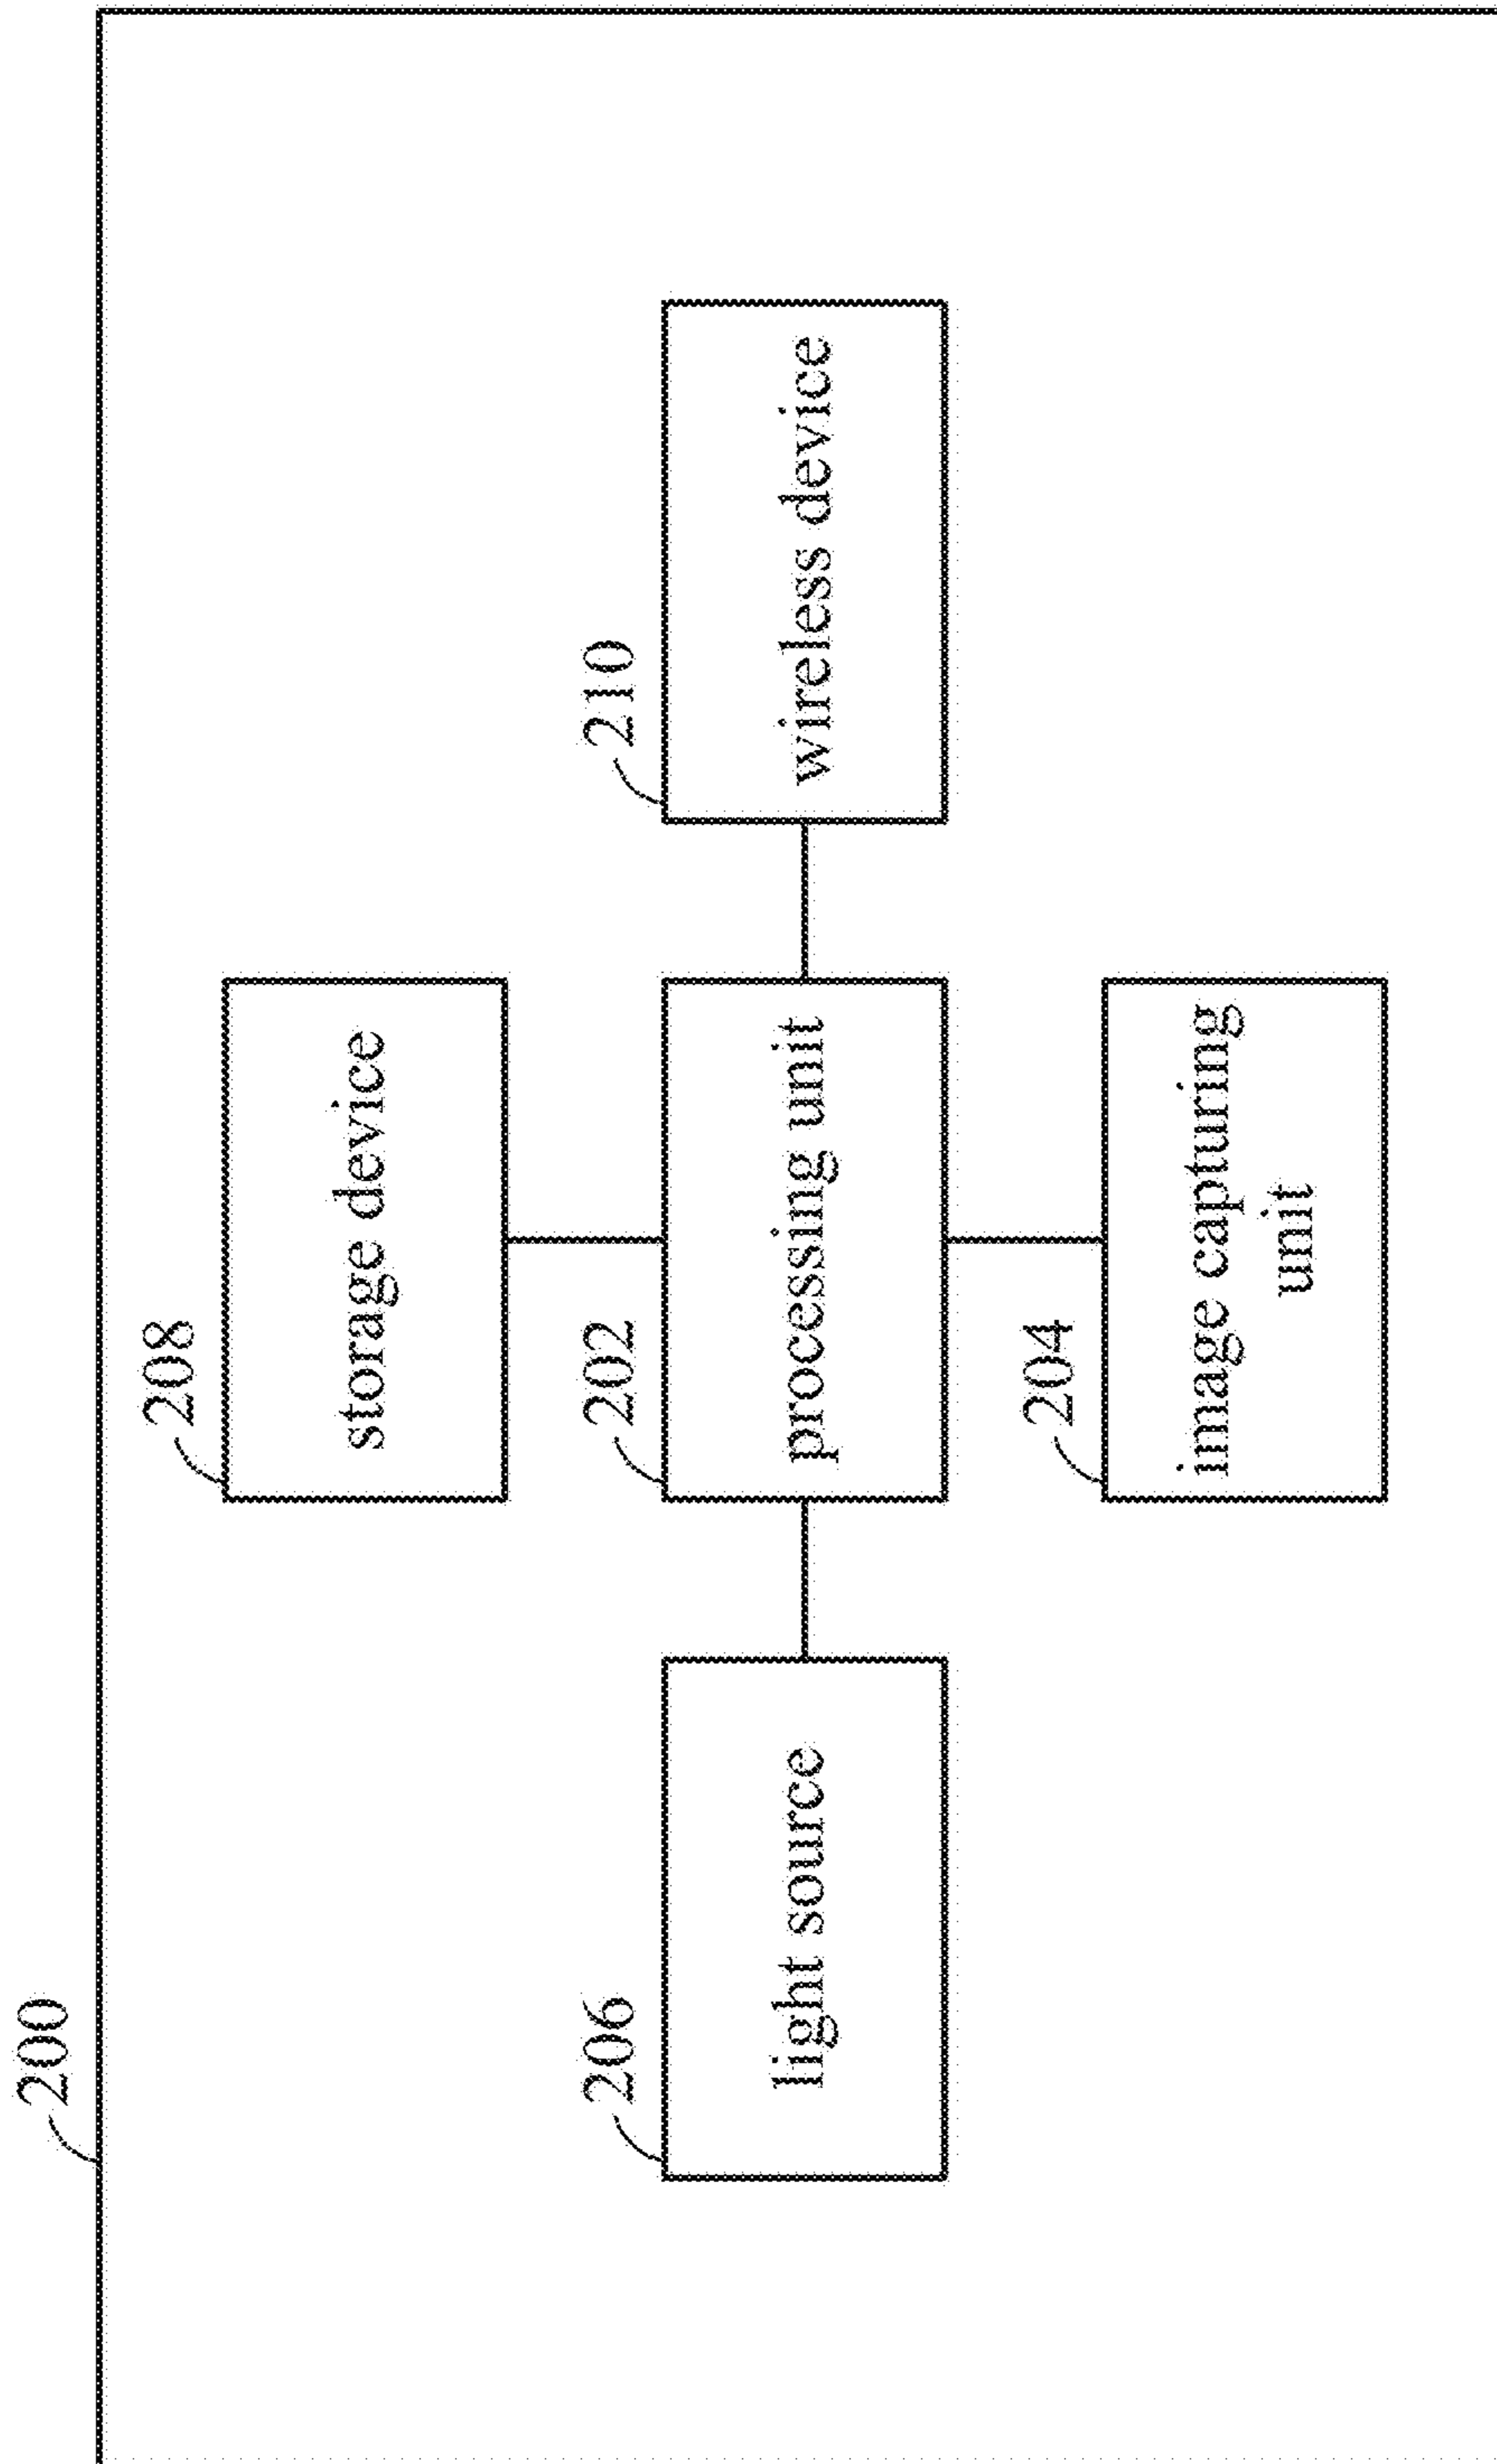 200
208
storage device
206
light source
202
processing unit
210
wireless device
204
image capturing
unit